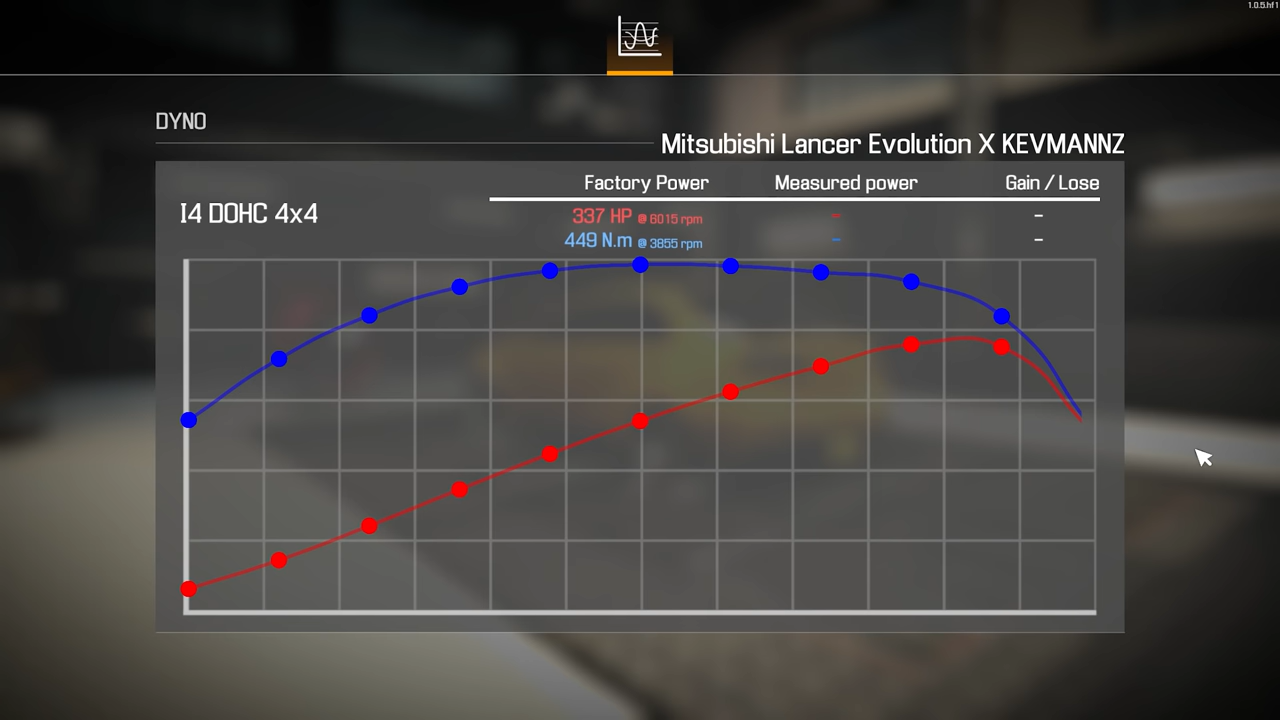 1.0.5.hf1
DYNO
Mitsubishi Lancer Evolution X KEVMANNZ
Factory Power Measured power Gain / Lose
I4 DOHC 4x4
337 HP @ 6015 rpm - -
449 N.m @ 3855 rpm - -